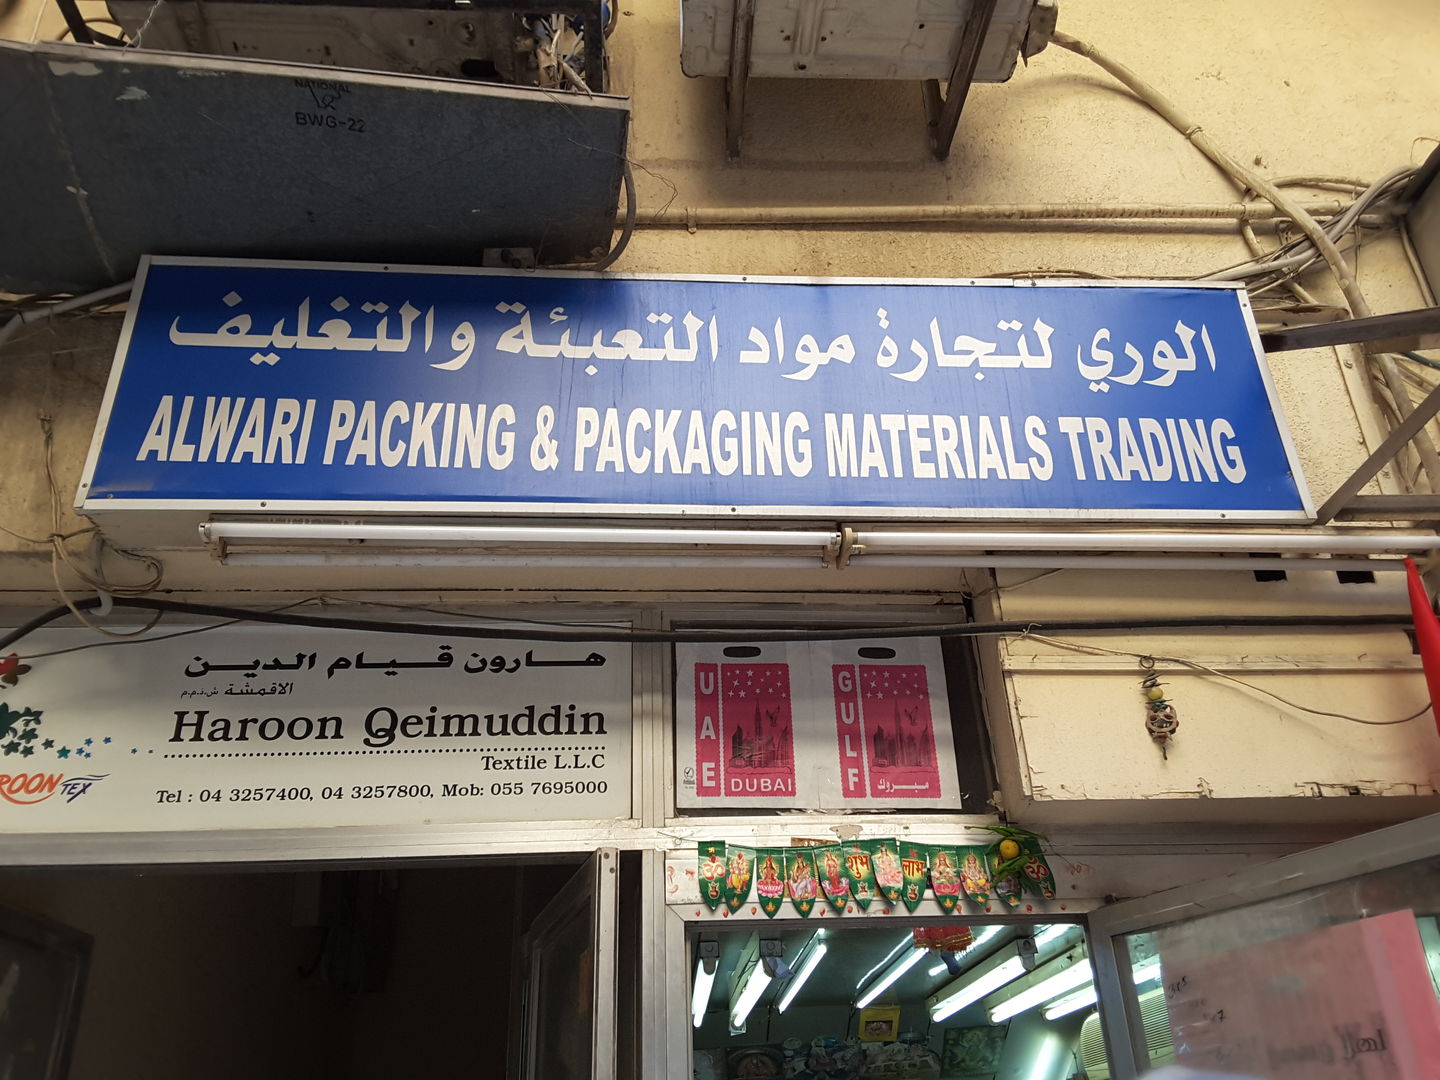 NATIONAL
BWG-22
الوري لتجارة مواد التعبئة والتغليف
ALWARI PACKING & PACKAGING MATERIALS TRADING
هارون قيام الدين
الاقمشة ش.ذ.م.م
Haroon Qeimuddin
Textile L.L.C
Tel : 04 3257400, 04 3257800, Mob: 055 7695000
ROON TEX
UAE
DUBAI
GULF
مبروك
ॐ
शुभ
लाभ
ॐ